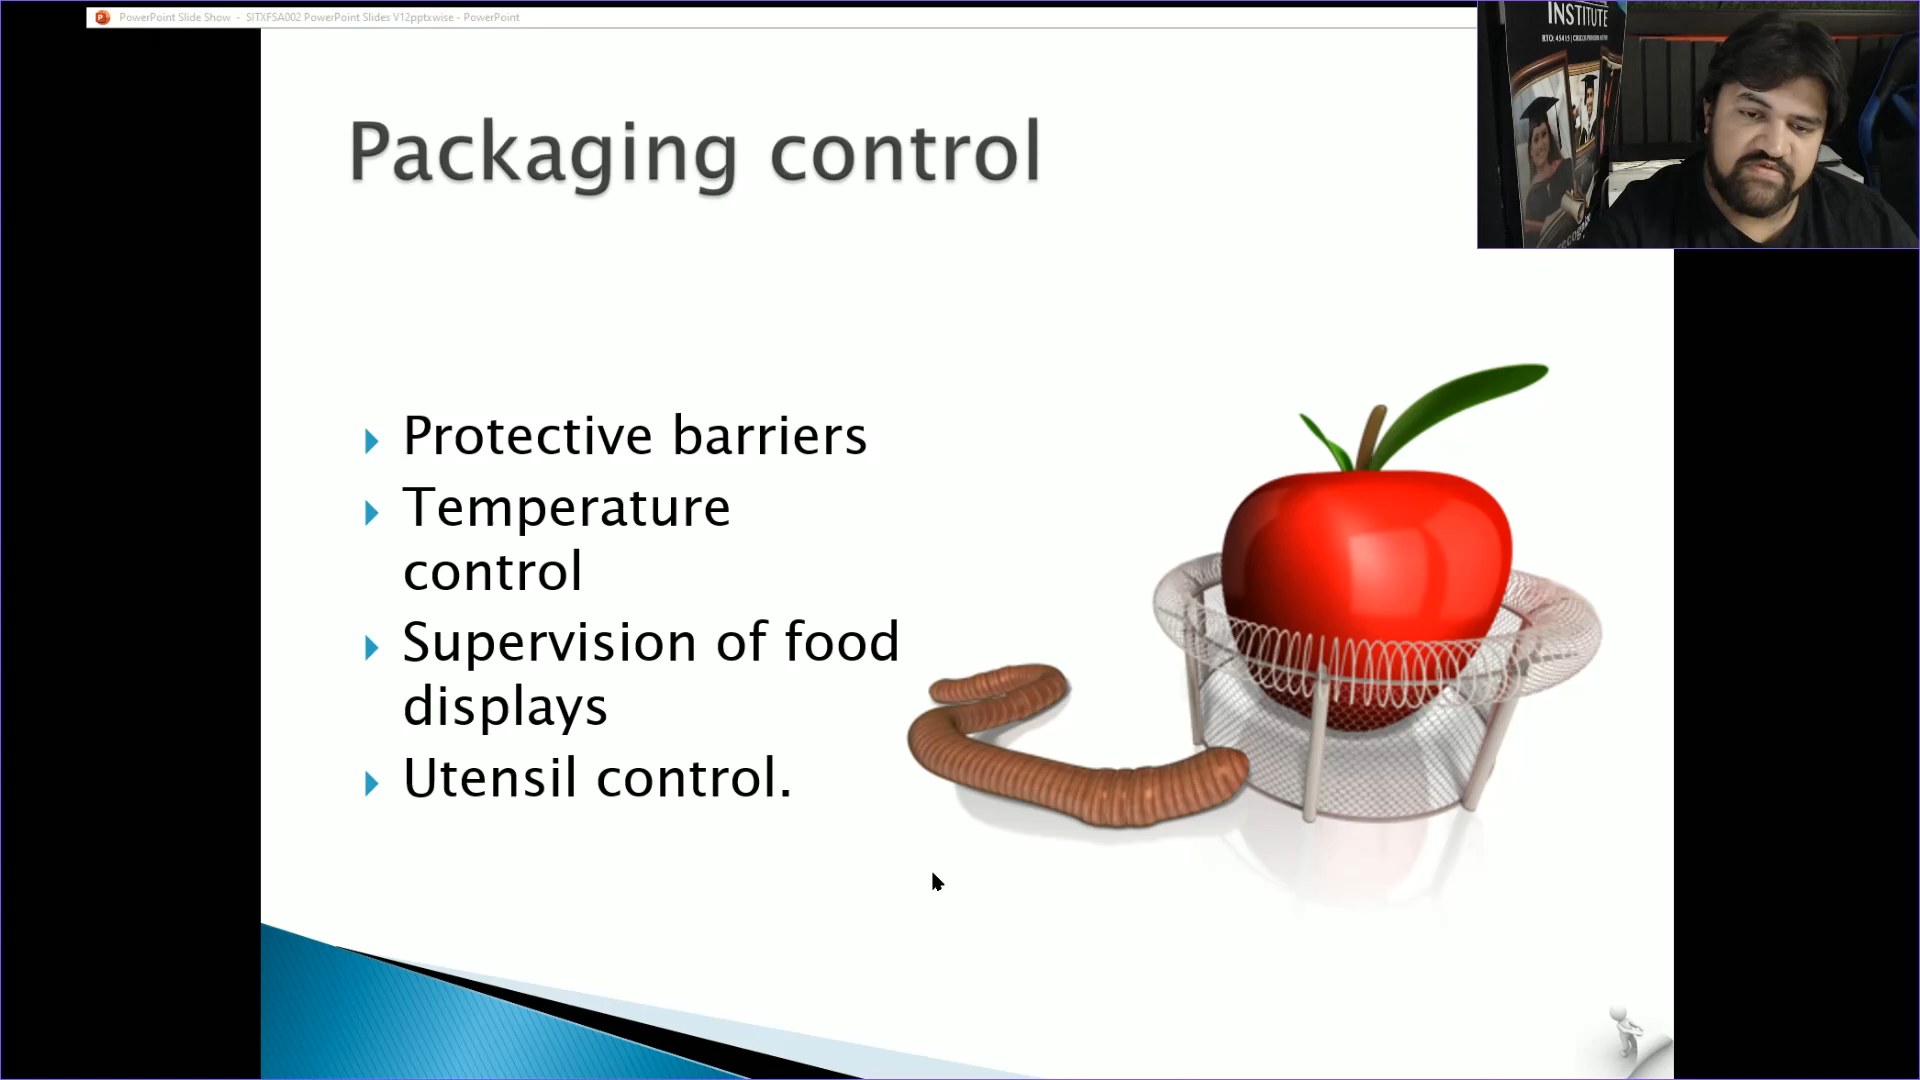 PowerPoint Slide Show - SITXFSA002 PowerPoint Slides V12pptxwise - PowerPoint
INSTITUTE
Packaging control
Protective barriers
Temperature
control
Supervision of food
displays
Utensil control.